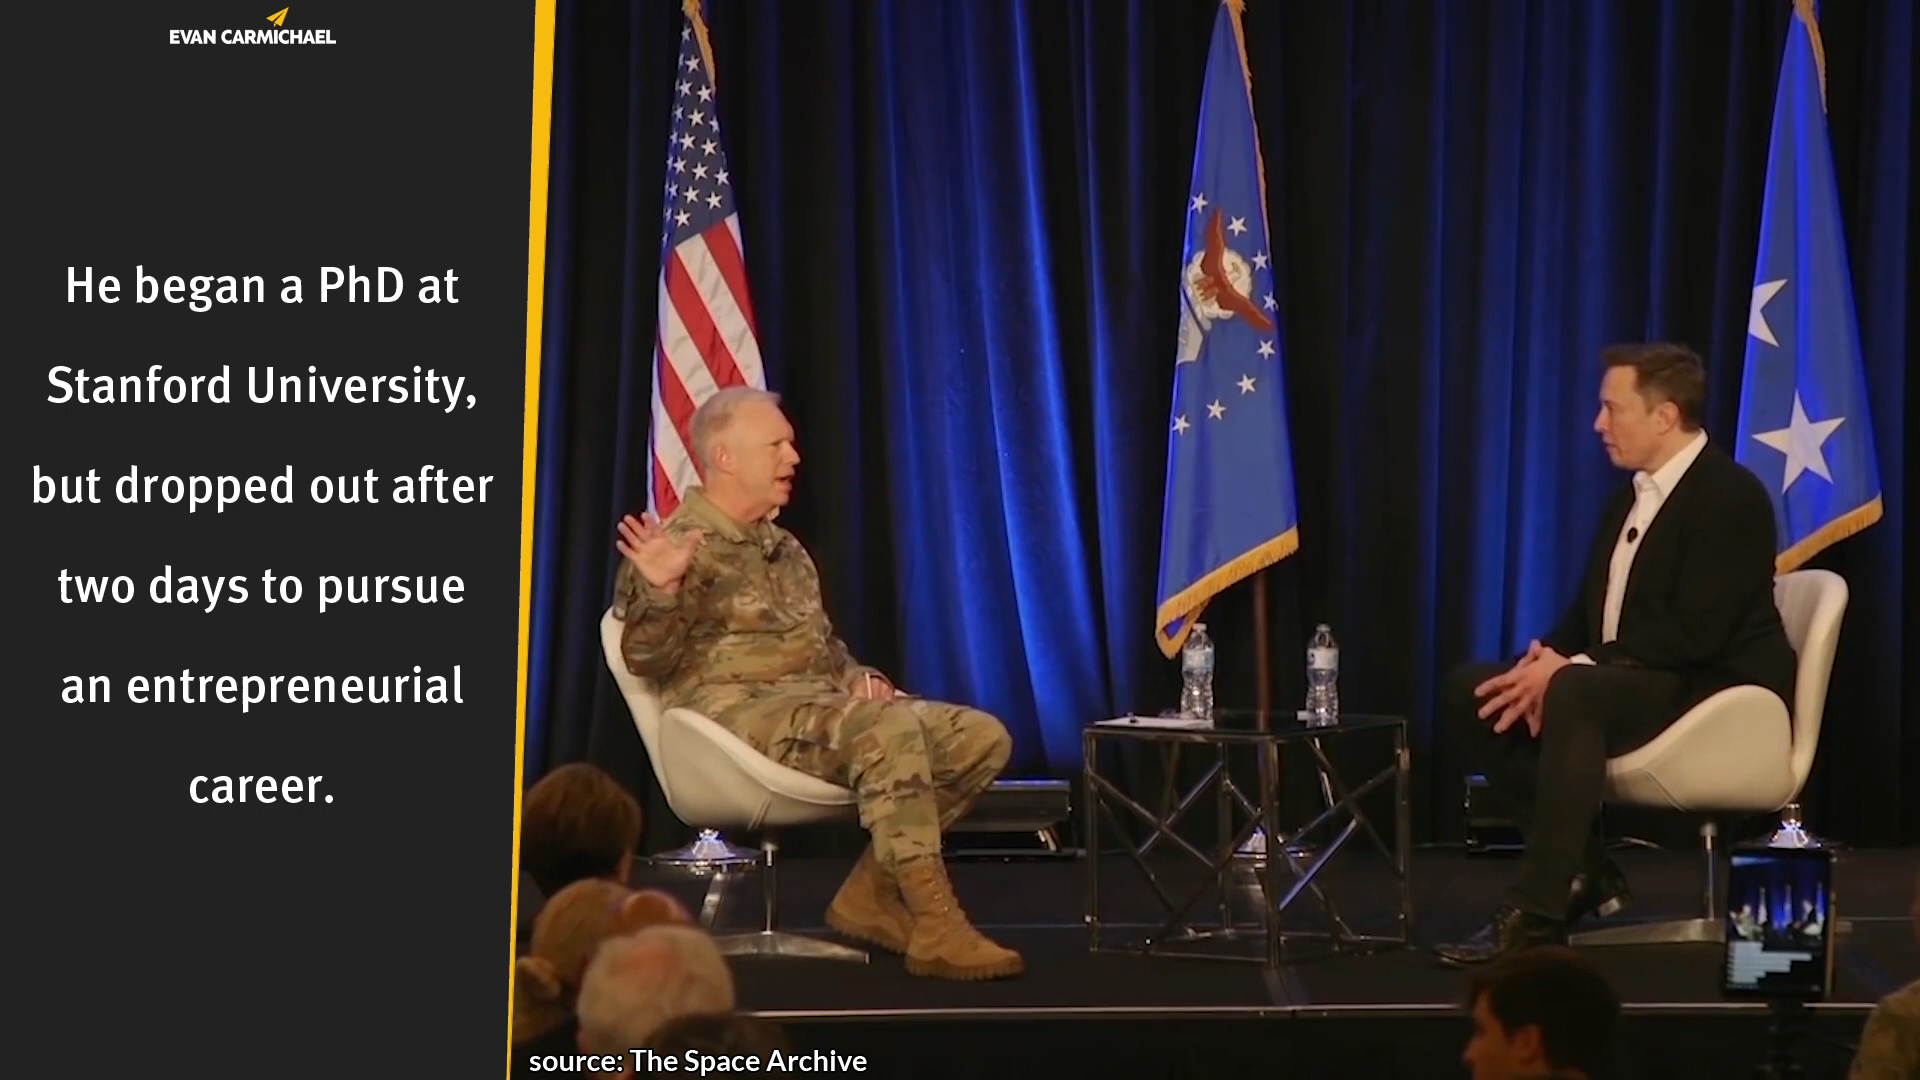 EVAN CARMICHAEL
He began a PhD at
Stanford University,
but dropped out after
two days to pursue
an entrepreneurial
career.
source: The Space Archive